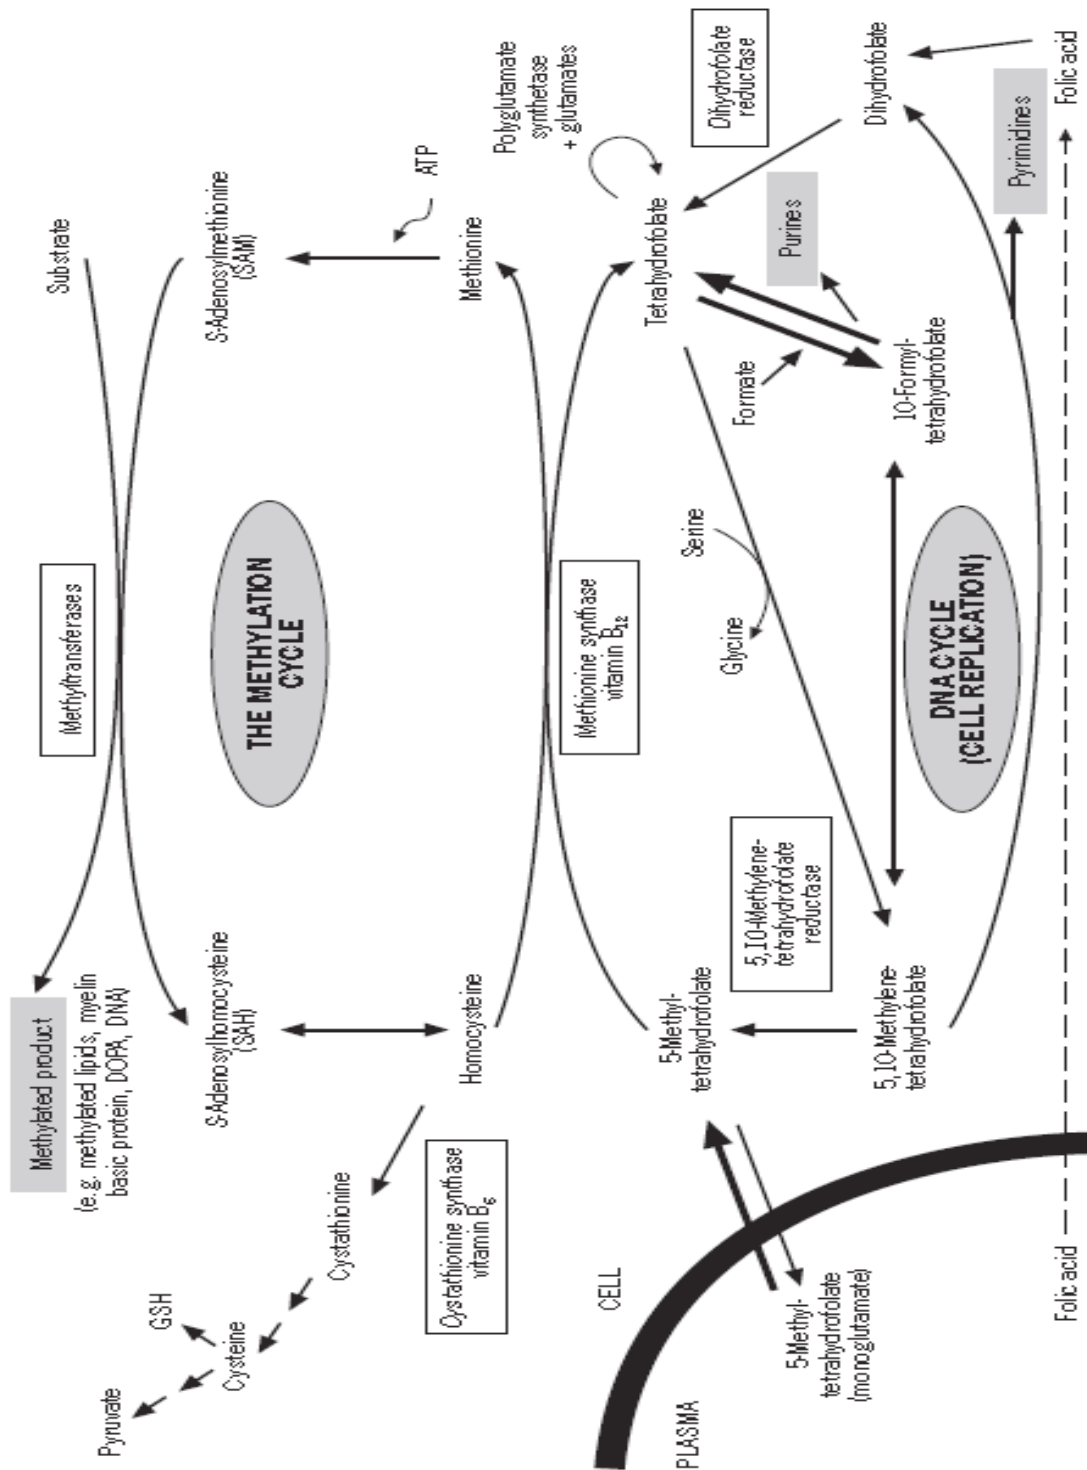 Methylated product
(e.g. methylated lipids, myelin
basic protein, DOPA, DNA)
Methyltransferases
Substrate
Pyruvate
GSH
Cysteine
Cystathionine
S-Adenosylhomocysteine
(SAH)
THE METHYLATION
CYCLE
S-Adenosylmethionine
(SAM)
ATP
Cystathionine synthase
vitamin B6
Homocysteine
Methionine
Methionine synthase
vitamin B12
Polyglutamate
synthetase
+ glutamates
CELL
PLASMA
5-Methyl-
tetrahydrofolate
Tetrahydrofolate
Serine
Glycine
Formate
Purines
Dihydrofolate
reductase
5,10-Methylene-
tetrahydrofolate
reductase
5-Methyl-
tetrahydrofolate
(monoglutamate)
5,10-Methylene-
tetrahydrofolate
10-Formyl-
tetrahydrofolate
Dihydrofolate
DNA CYCLE
(CELL REPLICATION)
Pyrimidines
Folic acid
Folic acid